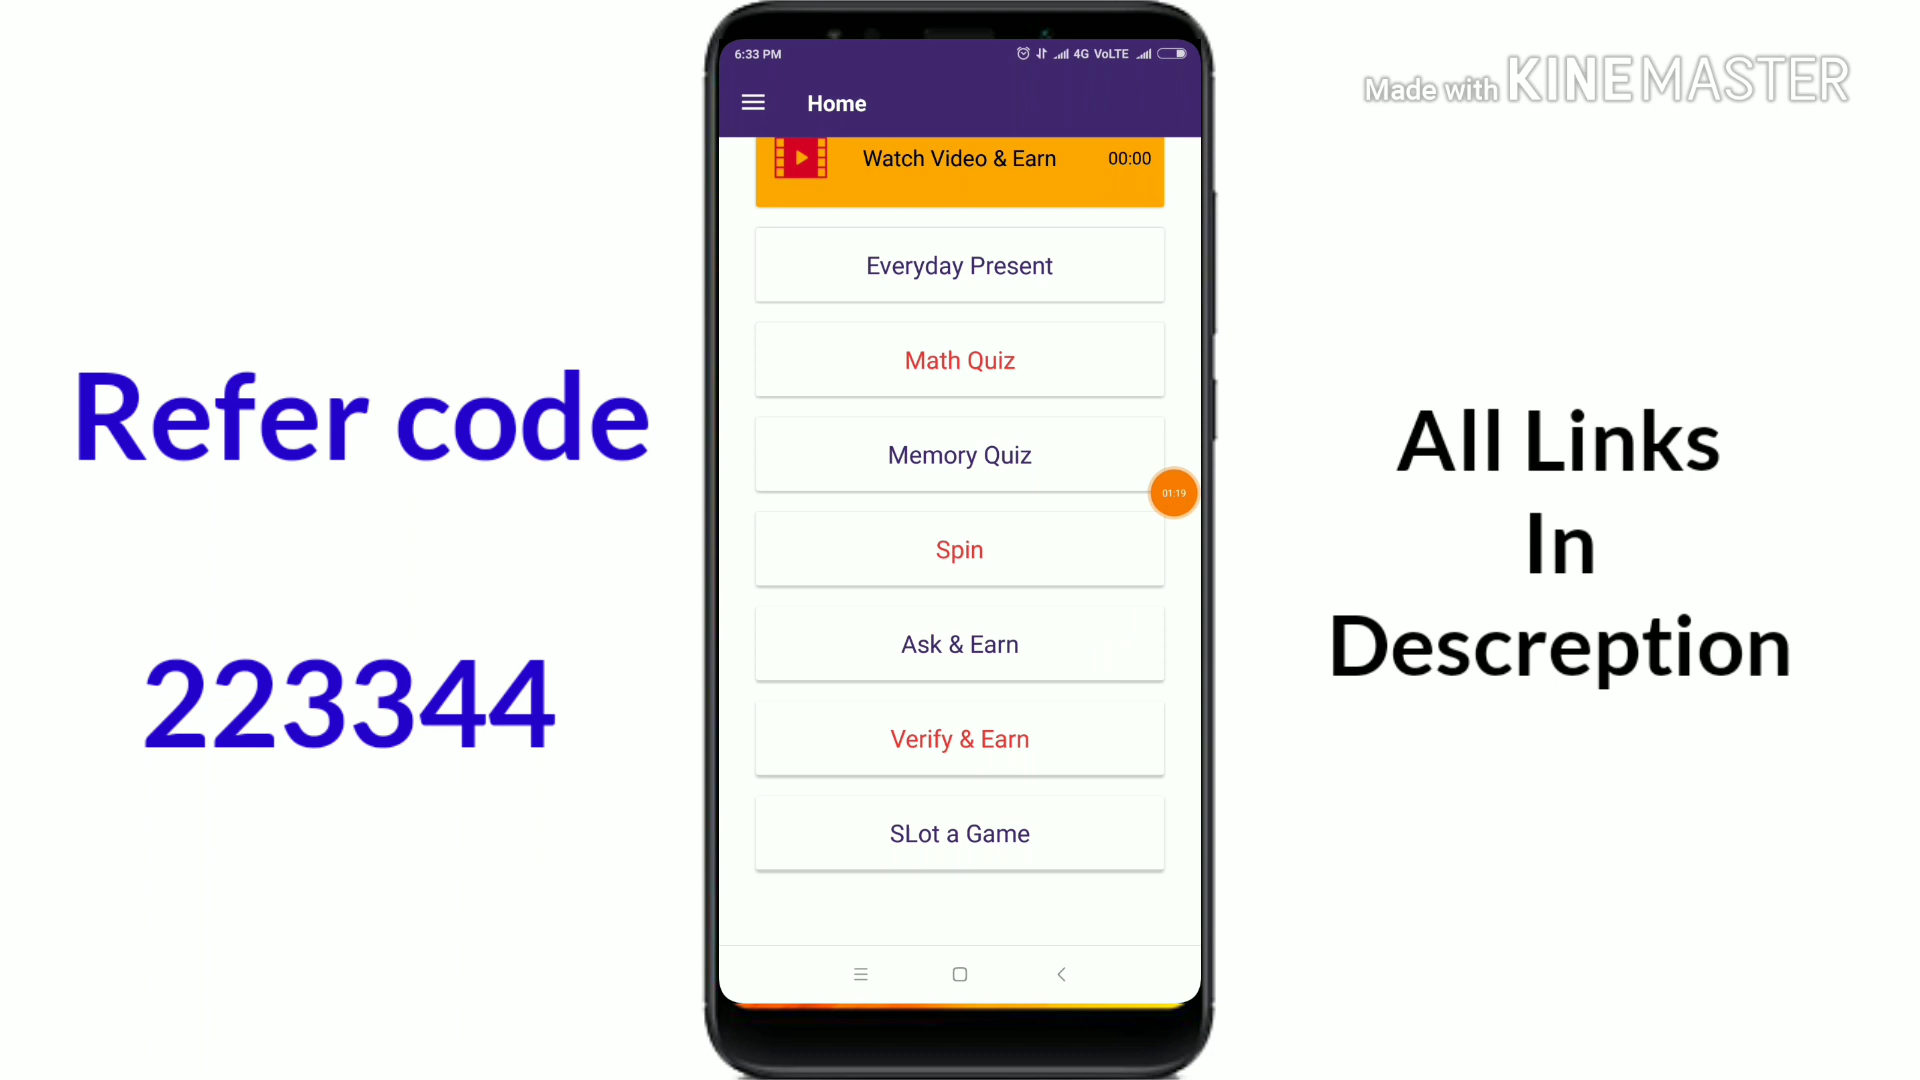 6:33 PM
4G VoLTE
Made with KINEMASTER
Home
Watch Video & Earn 00:00
Everyday Present
Math Quiz
Memory Quiz
01:19
Spin
Ask & Earn
Verify & Earn
SLot a Game
Refer code
223344
All Links
In
Descreption